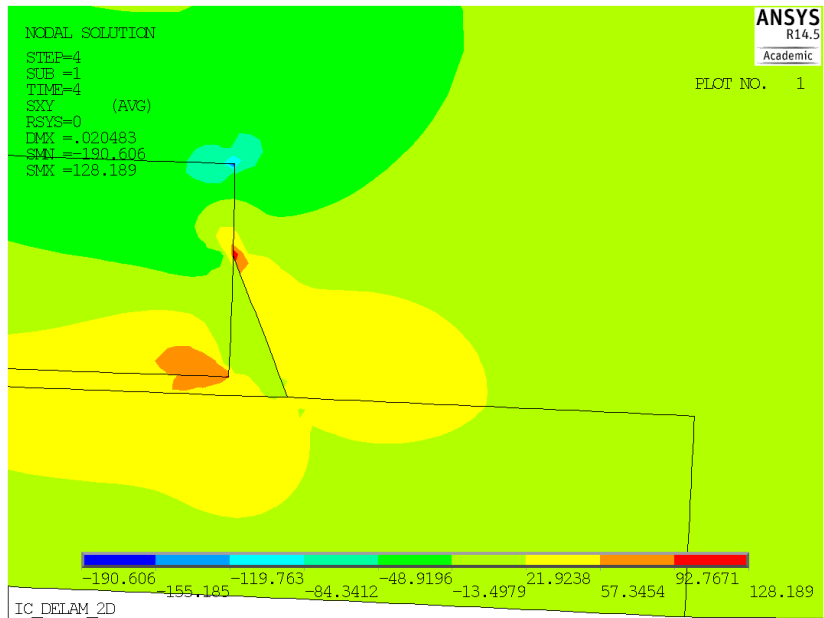 ANSYS
R14.5
Academic
PLOT NO. 1
NODAL SOLUTION
STEP=4
SUB =1
TIME=4
SXY (AVG)
RSYS=0
DMX =.020483
SMN =-190.606
SMX =128.189
-190.606 -119.763 -48.9196 21.9238 92.7671
-155.185 -84.3412 -13.4979 57.3454 128.189
IC_DELAM_2D